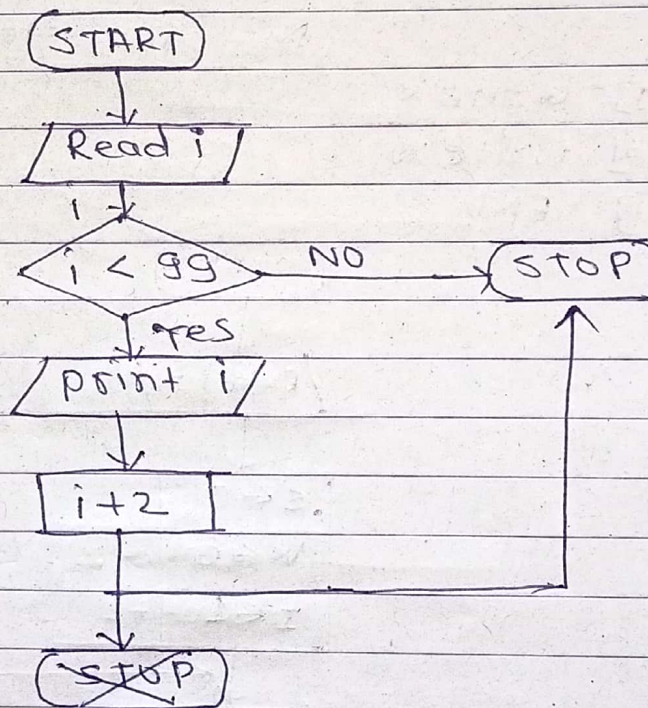 START
Read i
i < 99 NO STOP
Yes
print i
i+2
STOP